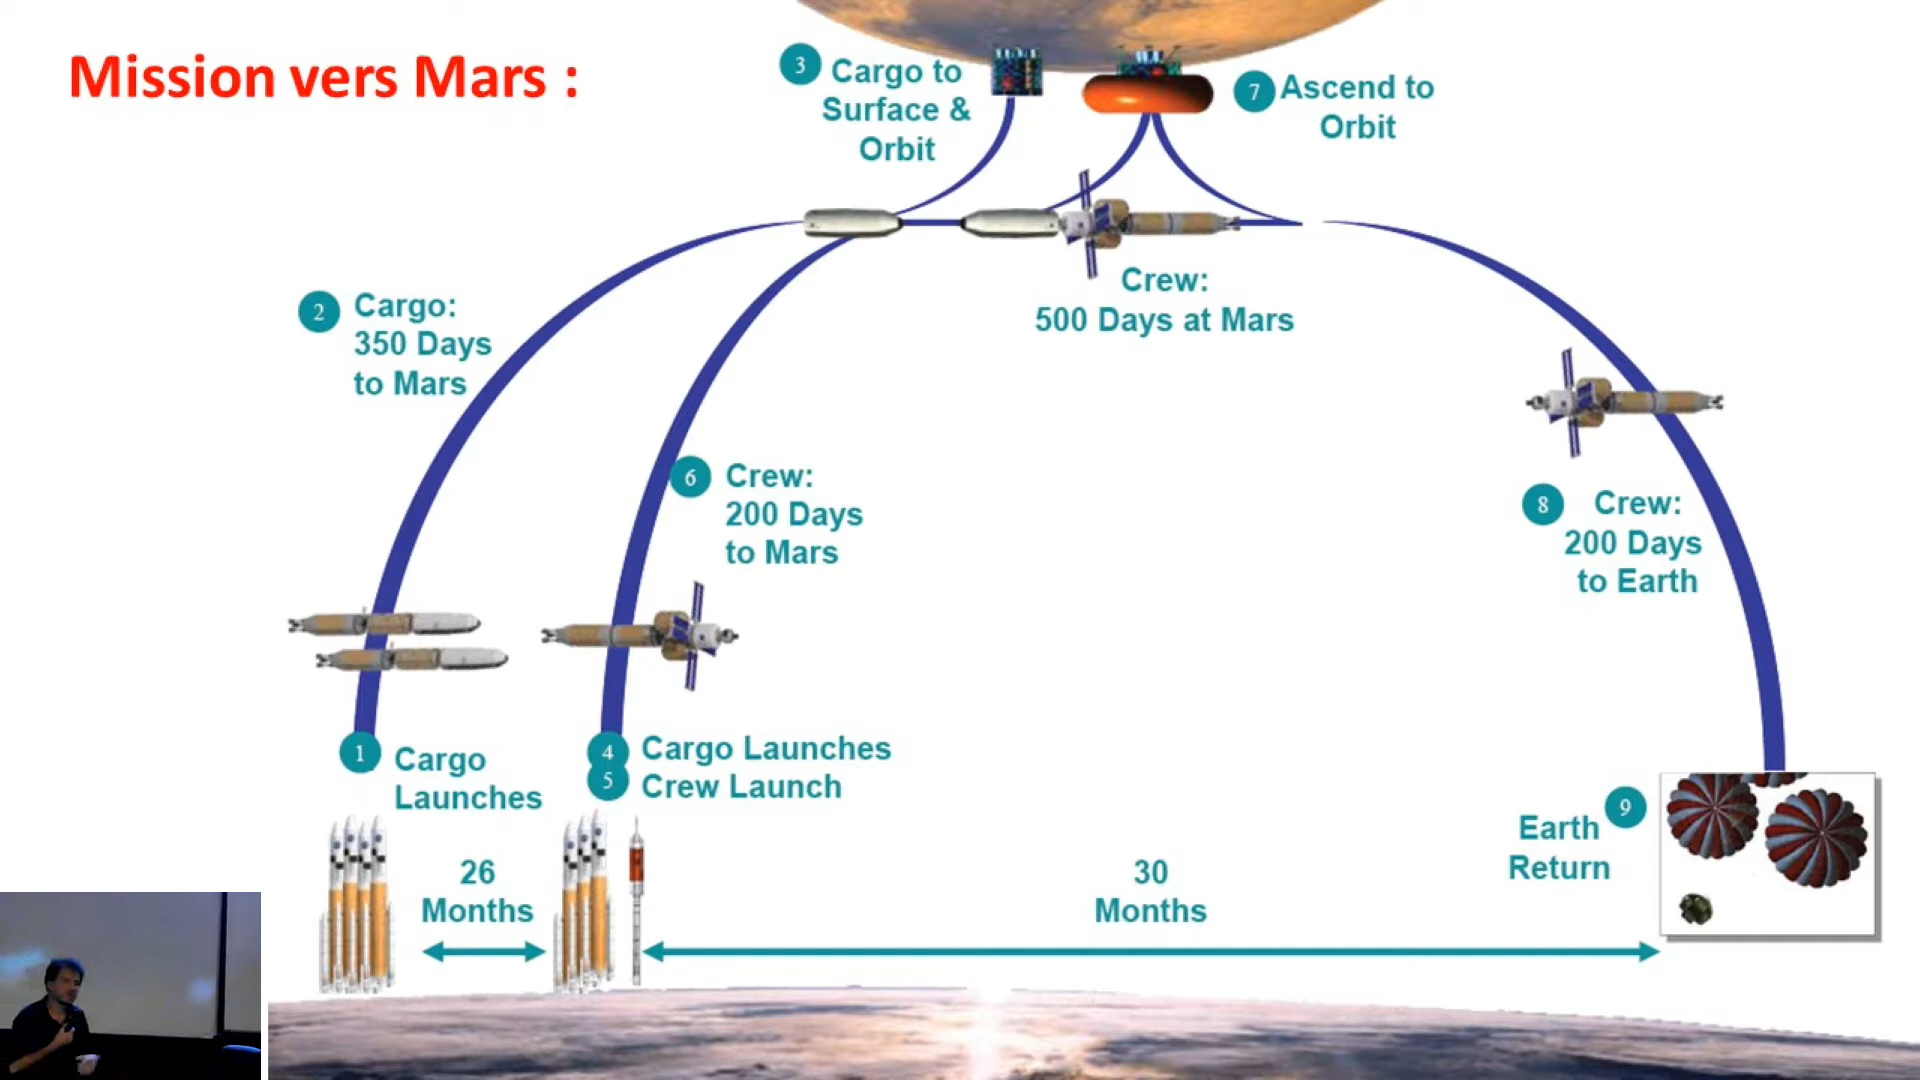 Mission vers Mars :
3
Cargo to
Surface &
Orbit
7
Ascend to
Orbit
2
Cargo:
350 Days
to Mars
Crew:
500 Days at Mars
6
Crew:
200 Days
to Mars
8
Crew:
200 Days
to Earth
1
Cargo
Launches
4
Cargo Launches
5
Crew Launch
9
Earth
Return
26
Months
30
Months